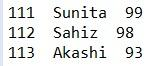 111 Sunita 99
112 Sahiz 98
113 Akashi 93